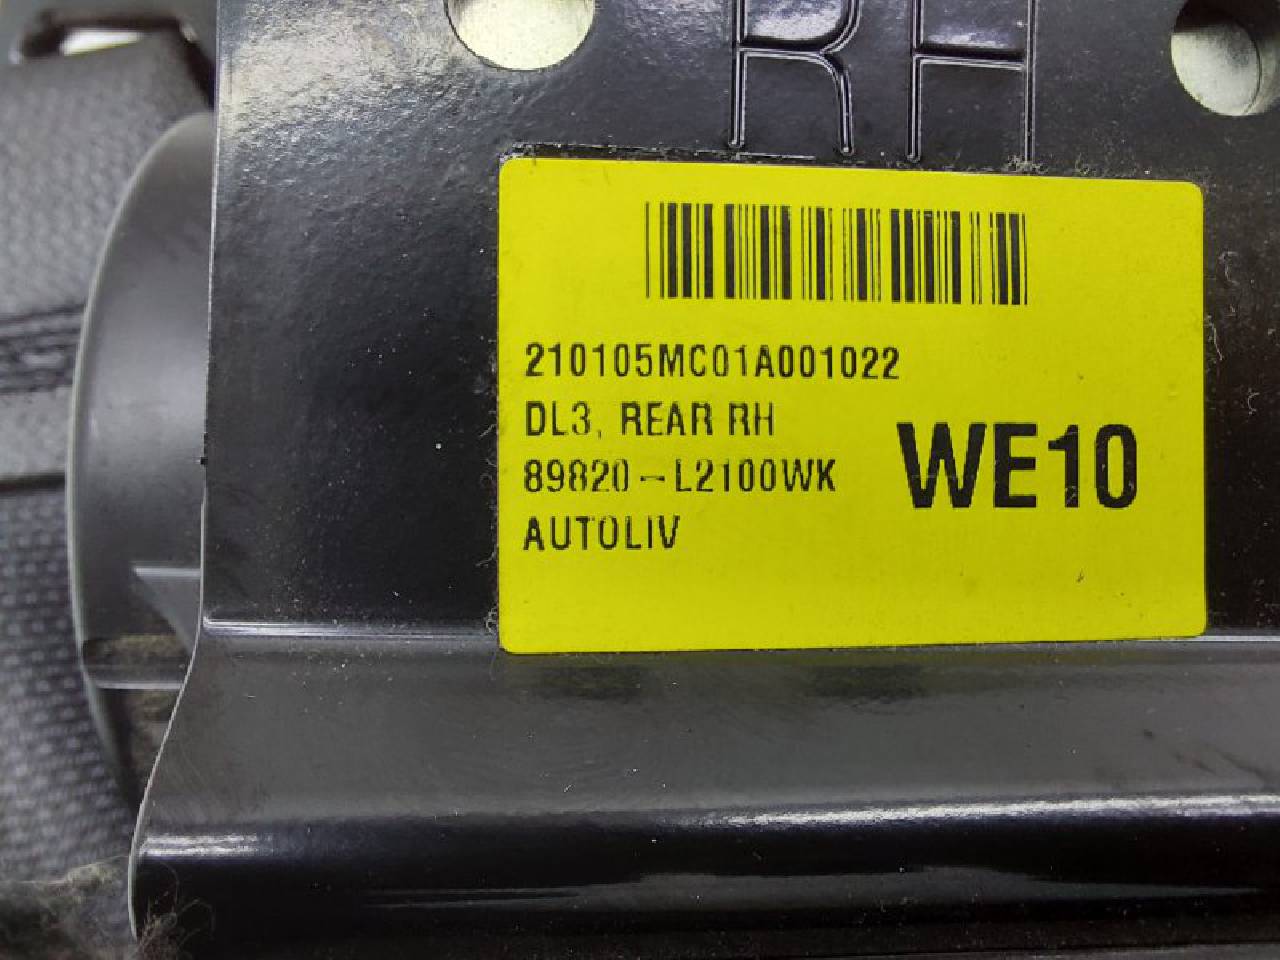 RH
210105MC01A001022
DL3, REAR RH
89820-L2100WK
WE10
AUTOLIV